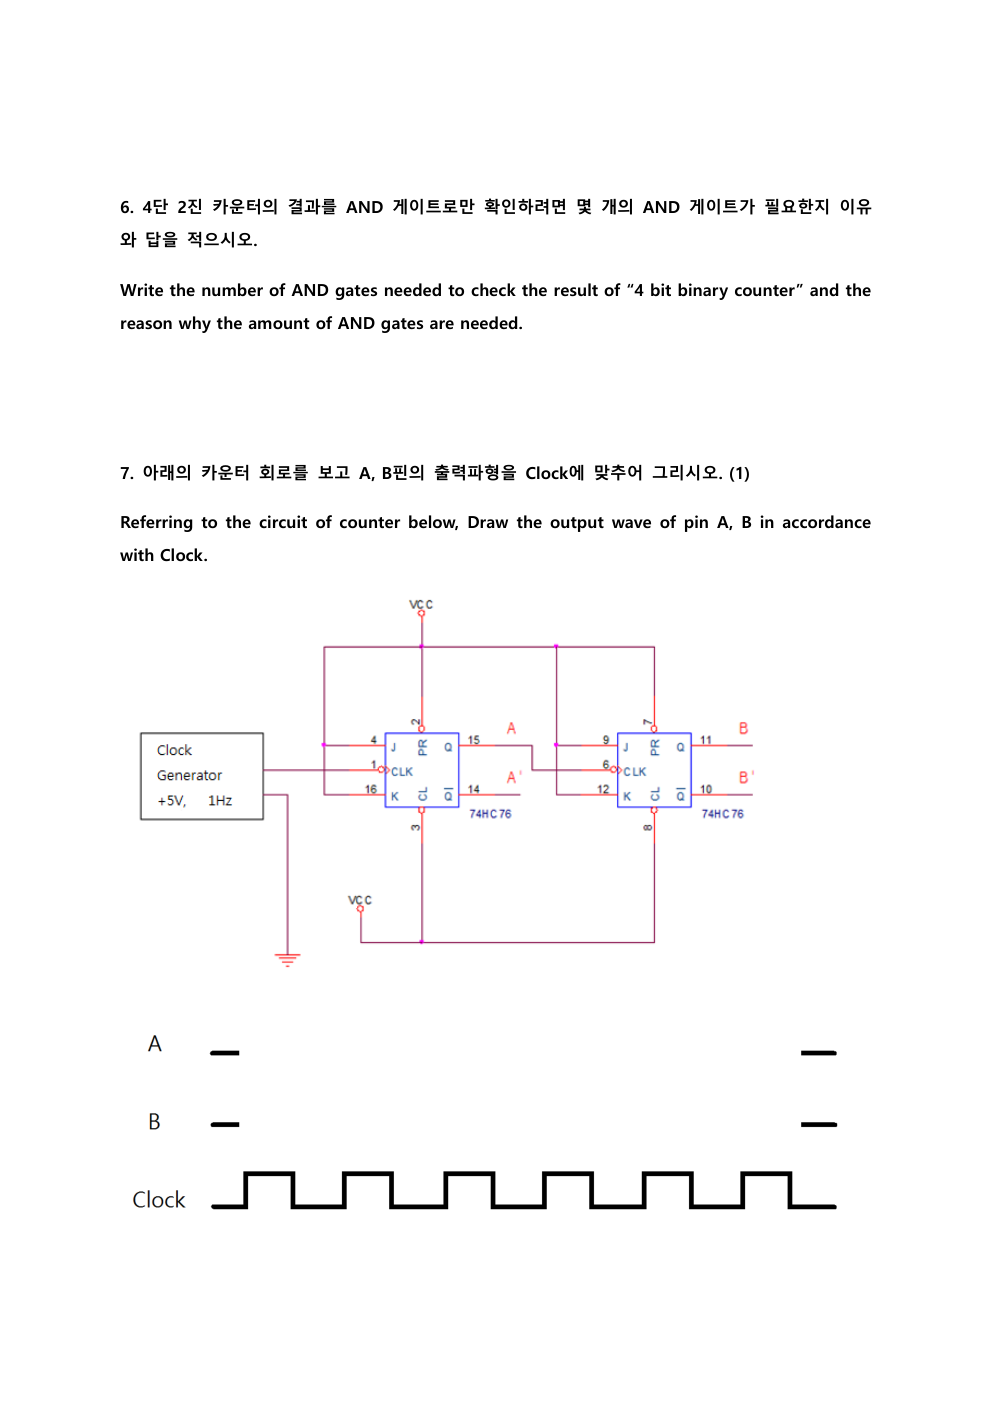 6. 4단 2진 카운터의 결과를 AND 게이트로만 확인하려면 몇 개의 AND 게이트가 필요한지 이유
와 답을 적으시오.
Write the number of AND gates needed to check the result of “4 bit binary counter” and the
reason why the amount of AND gates are needed.
7. 아래의 카운터 회로를 보고 A, B핀의 출력파형을 Clock에 맞추어 그리시오. (1)
Referring to the circuit of counter below, Draw the output wave of pin A, B in accordance
with Clock.
VCC
Clock
Generator
+5V, 1Hz
4
1
16
J
CLK
K
2
PR
CL
3
Q
Q
15
14
A
A'
74HC76
9
6
12
J
CLK
K
7
PR
CL
8
Q
Q
11
10
B
B'
74HC76
VCC
A
B
Clock